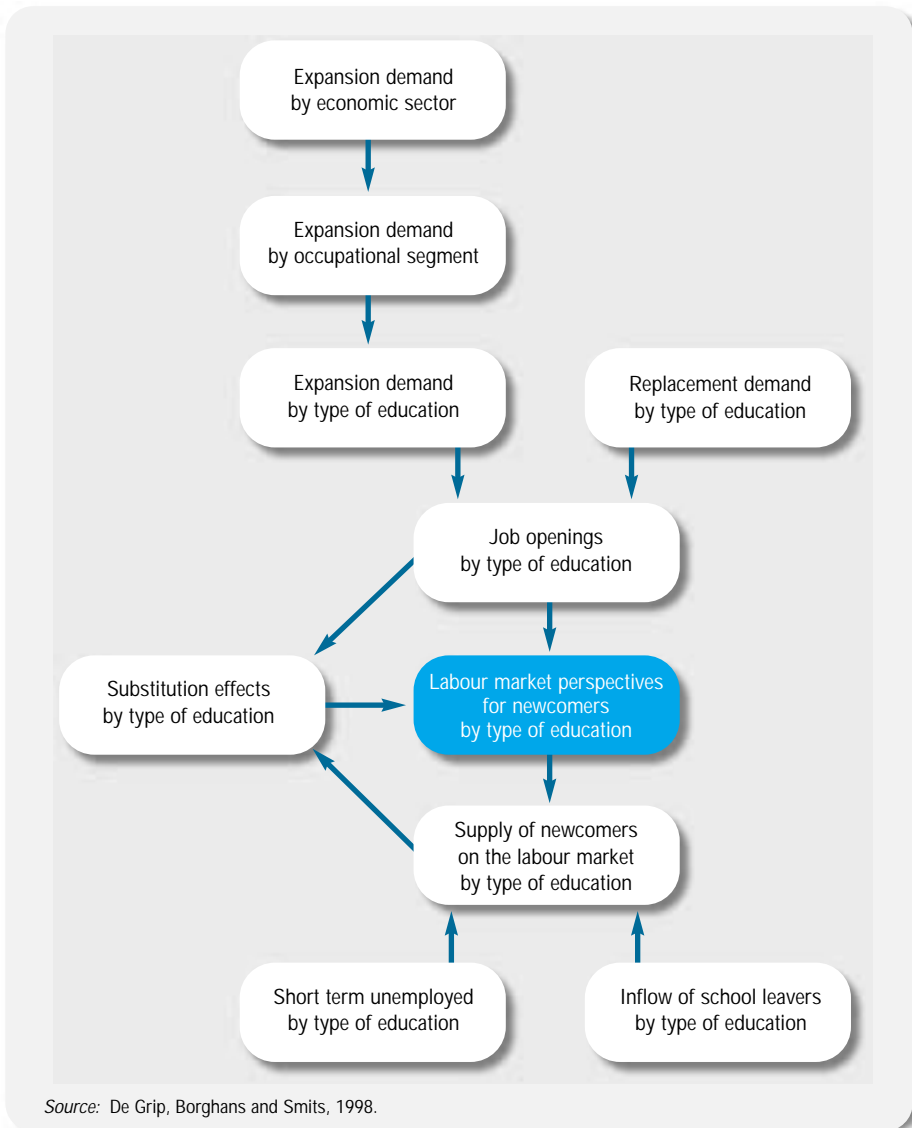 Expansion demand
by economic sector
Expansion demand
by occupational segment
Expansion demand
by type of education
Replacement demand
by type of education
Job openings
by type of education
Substitution effects
by type of education
Labour market perspectives
for newcomers
by type of education
Supply of newcomers
on the labour market
by type of education
Short term unemployed
by type of education
Inflow of school leavers
by type of education
Source: De Grip, Borghans and Smits, 1998.